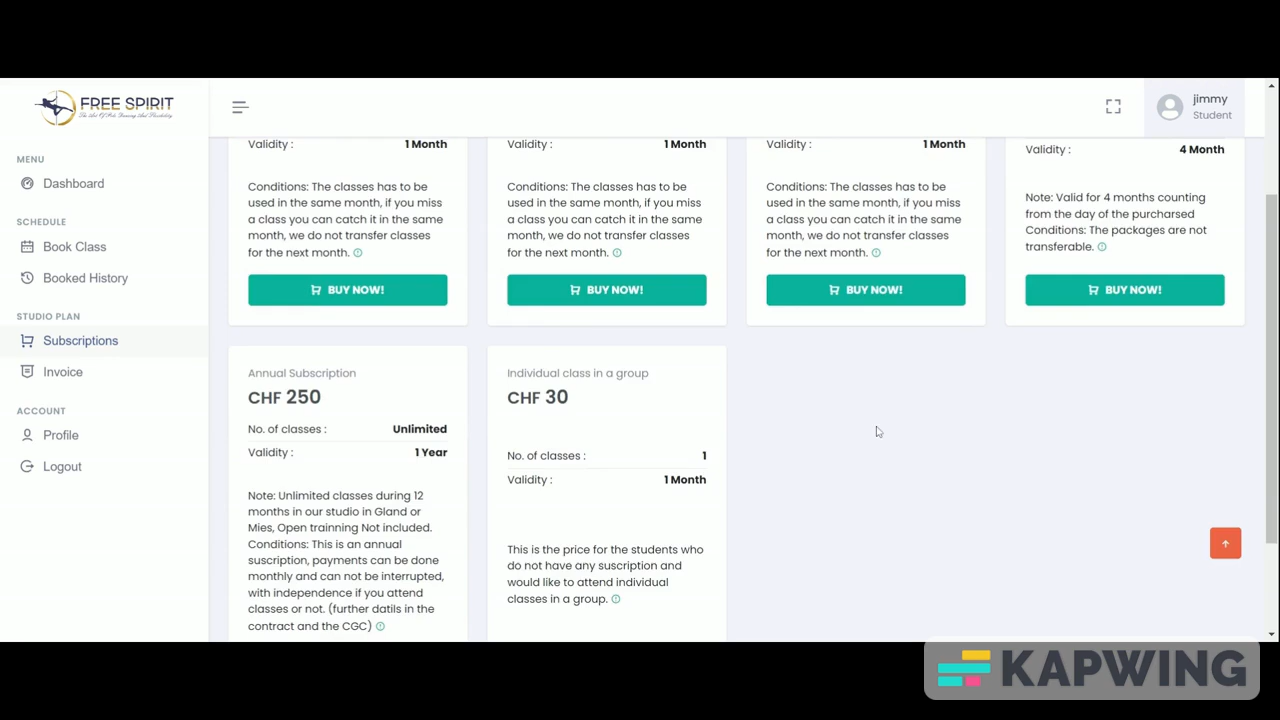 FREE SPIRIT
The Art Of Pole Dancing And Flexibility
jimmy
Student
MENU
Dashboard
SCHEDULE
Book Class
Booked History
STUDIO PLAN
Subscriptions
Invoice
ACCOUNT
Profile
Logout
Validity : 1 Month
Conditions: The classes has to be
used in the same month, if you miss
a class you can catch it in the same
month, we do not transfer classes
for the next month.
BUY NOW!
Validity : 1 Month
Conditions: The classes has to be
used in the same month, if you miss
a class you can catch it in the same
month, we do not transfer classes
for the next month.
BUY NOW!
Validity : 1 Month
Conditions: The classes has to be
used in the same month, if you miss
a class you can catch it in the same
month, we do not transfer classes
for the next month.
BUY NOW!
Validity : 4 Month
Note: Valid for 4 months counting
from the day of the purcharsed
Conditions: The packages are not
transferable.
BUY NOW!
Annual Subscription
CHF 250
No. of classes : Unlimited
Validity : 1 Year
Note: Unlimited classes during 12
months in our studio in Gland or
Mies, Open trainning Not included.
Conditions: This is an annual
suscription, payments can be done
monthly and can not be interrupted,
with independence if you attend
classes or not. (further datils in the
contract and the CGC)
Individual class in a group
CHF 30
No. of classes : 1
Validity : 1 Month
This is the price for the students who
do not have any suscription and
would like to attend individual
classes in a group.
KAPWING